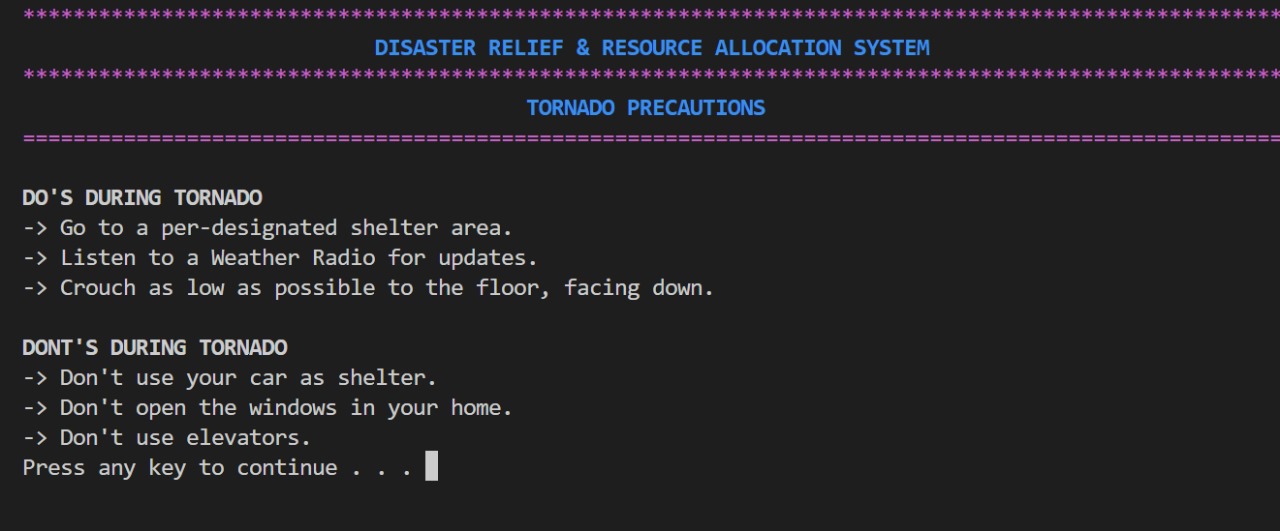 ****************************************************************************************************
DISASTER RELIEF & RESOURCE ALLOCATION SYSTEM
****************************************************************************************************
TORNADO PRECAUTIONS
====================================================================================================
DO'S DURING TORNADO
-> Go to a per-designated shelter area.
-> Listen to a Weather Radio for updates.
-> Crouch as low as possible to the floor, facing down.
DONT'S DURING TORNADO
-> Don't use your car as shelter.
-> Don't open the windows in your home.
-> Don't use elevators.
Press any key to continue . . .